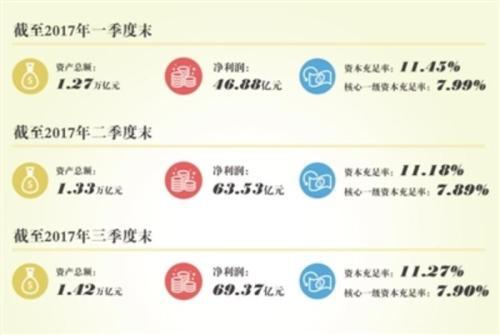 截至2017年一季度末
资产总额：
1.27万亿元
净利润：
46.88亿元
资本充足率：11.45%
核心一级资本充足率：7.99%
截至2017年二季度末
资产总额：
1.33万亿元
净利润：
63.53亿元
资本充足率：11.18%
核心一级资本充足率：7.89%
截至2017年三季度末
资产总额：
1.42万亿元
净利润：
69.37亿元
资本充足率：11.27%
核心一级资本充足率：7.90%